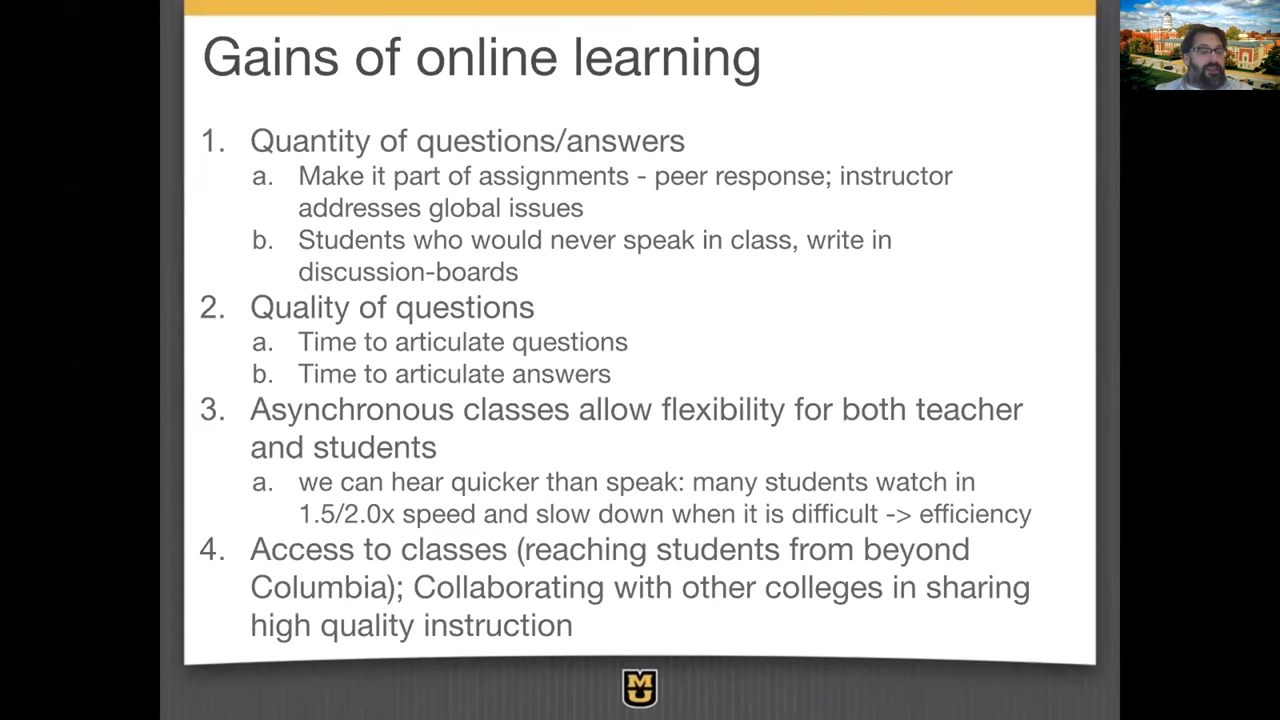 Gains of online learning
1. Quantity of questions/answers
a. Make it part of assignments - peer response; instructor
addresses global issues
b. Students who would never speak in class, write in
discussion-boards
2. Quality of questions
a. Time to articulate questions
b. Time to articulate answers
3. Asynchronous classes allow flexibility for both teacher
and students
a. we can hear quicker than speak: many students watch in
1.5/2.0x speed and slow down when it is difficult -> efficiency
4. Access to classes (reaching students from beyond
Columbia); Collaborating with other colleges in sharing
high quality instruction
MU